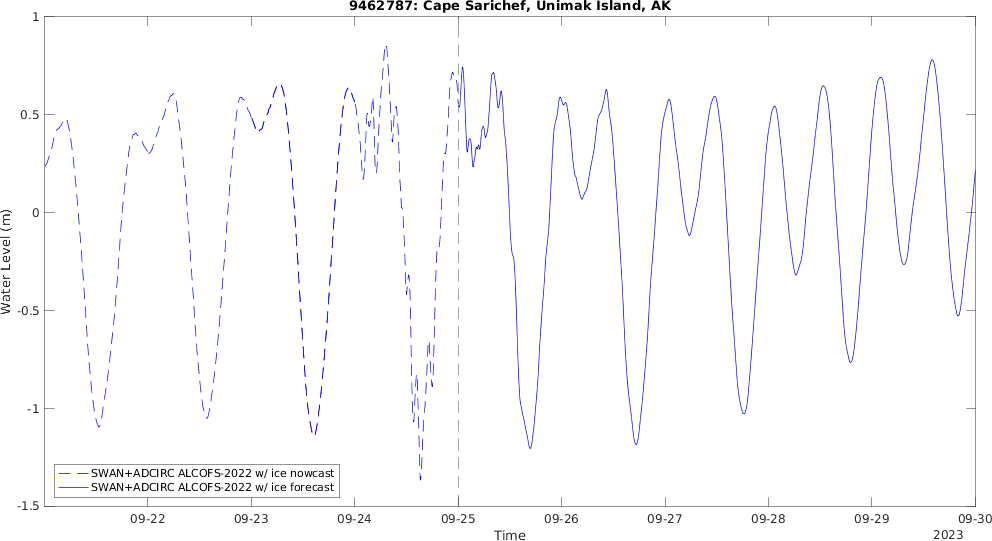 9462787: Cape Sarichef, Unimak Island, AK
1
0.5
0
-0.5
-1
-1.5
Water Level (m)
SWAN+ADCIRC ALCOFS-2022 w/ ice nowcast
SWAN+ADCIRC ALCOFS-2022 w/ ice forecast
09-22 09-23 09-24 09-25 09-26 09-27 09-28 09-29 09-30
Time
2023